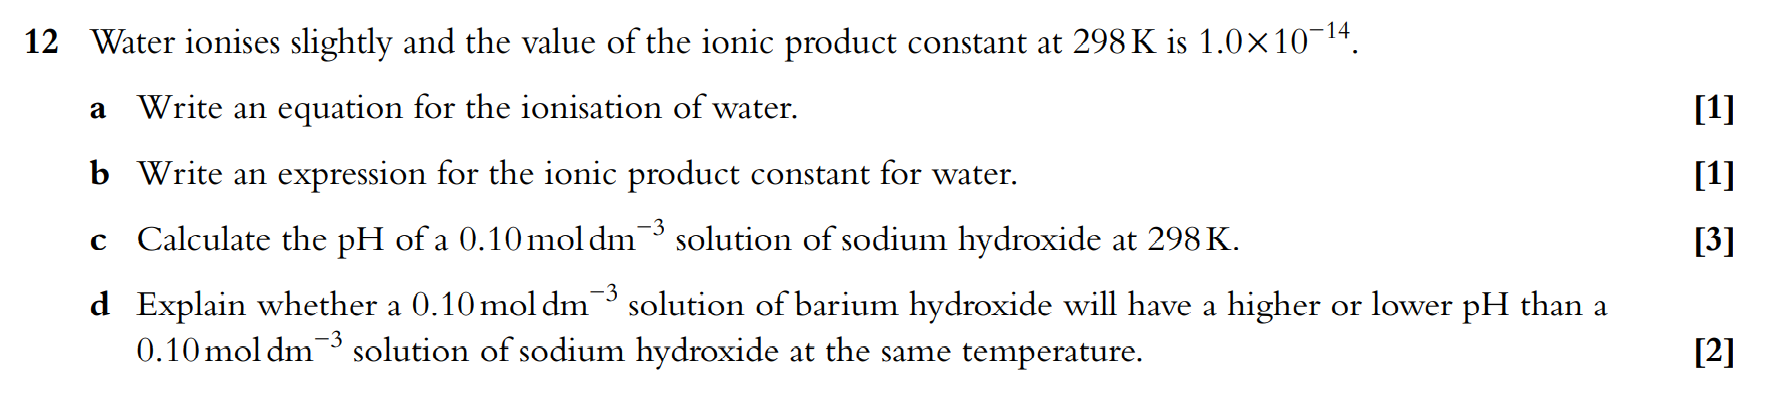 12 Water ionises slightly and the value of the ionic product constant at 298 K is 1.0×10⁻¹⁴.
a Write an equation for the ionisation of water. [1]
b Write an expression for the ionic product constant for water. [1]
c Calculate the pH of a 0.10 mol dm⁻³ solution of sodium hydroxide at 298 K. [3]
d Explain whether a 0.10 mol dm⁻³ solution of barium hydroxide will have a higher or lower pH than a
0.10 mol dm⁻³ solution of sodium hydroxide at the same temperature. [2]